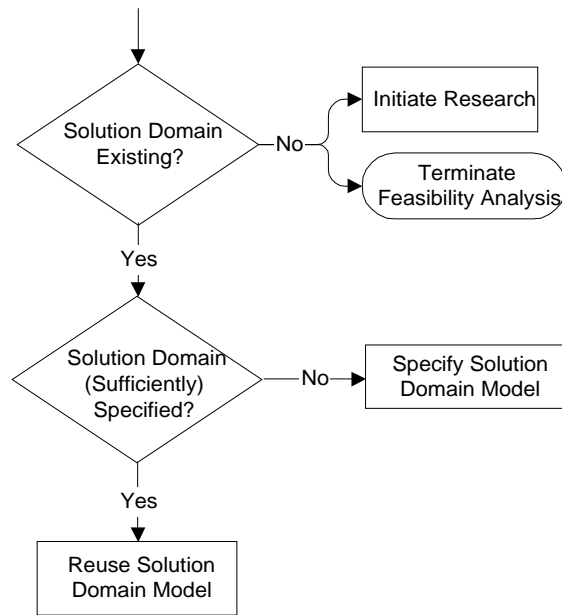 Solution Domain
Existing?
No
Initiate Research
Terminate
Feasibility Analysis
Yes
Solution Domain
(Sufficiently)
Specified?
No
Specify Solution
Domain Model
Yes
Reuse Solution
Domain Model